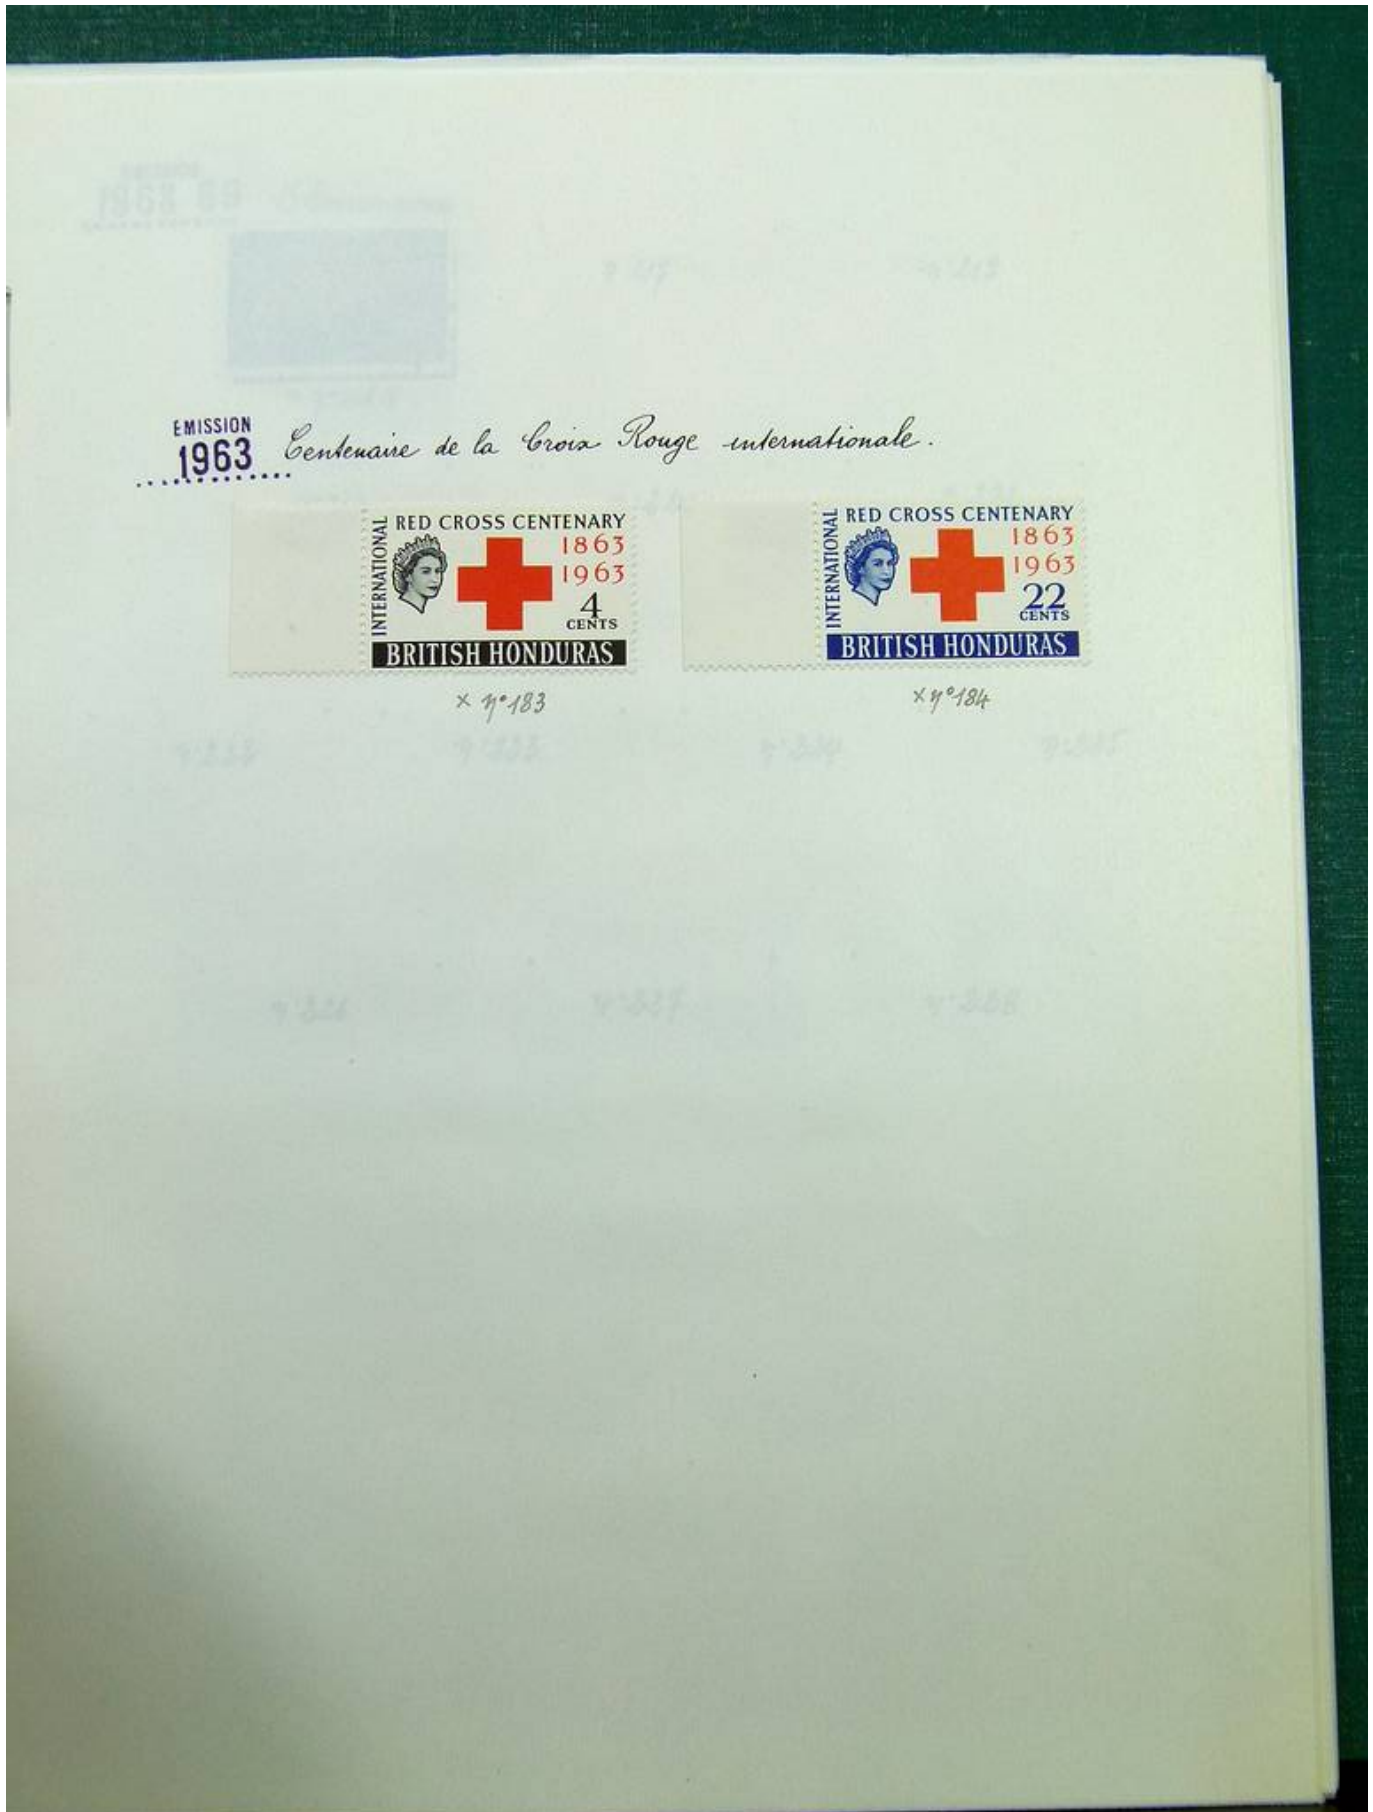 EMISSION
1963
Centenaire de la Croix Rouge internationale.
INTERNATIONAL
RED CROSS CENTENARY
1863
1963
4
CENTS
BRITISH HONDURAS
x n° 183
INTERNATIONAL
RED CROSS CENTENARY
1863
1963
22
CENTS
BRITISH HONDURAS
x n° 184